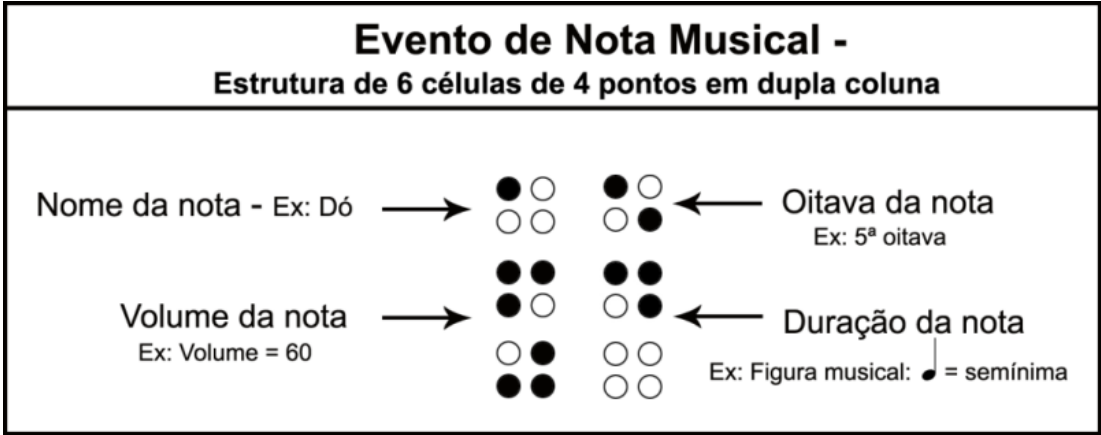 Evento de Nota Musical -
Estrutura de 6 células de 4 pontos em dupla coluna
Nome da nota - Ex: Dó
Oitava da nota
Ex: 5ª oitava
Volume da nota
Ex: Volume = 60
Duração da nota
Ex: Figura musical: ♩ = semínima